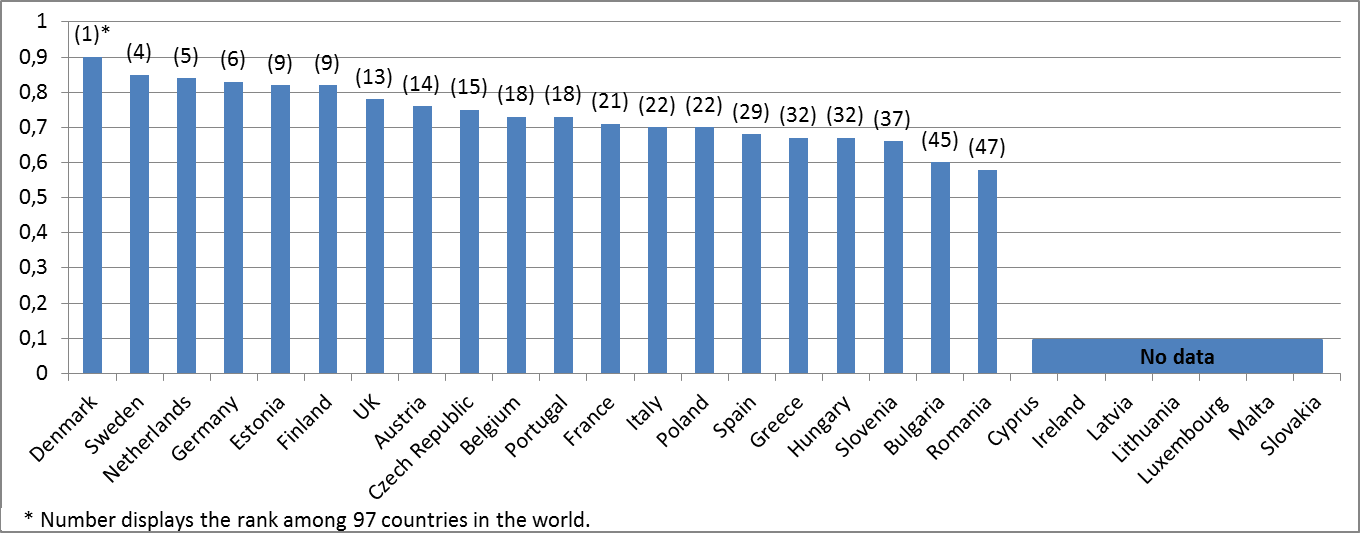 1
0,9
0,8
0,7
0,6
0,5
0,4
0,3
0,2
0,1
0
(1)*
(4)
(5)
(6)
(9)
(9)
(13)
(14)
(15)
(18)
(18)
(21)
(22)
(22)
(29)
(32)
(32)
(37)
(45)
(47)
No data
Denmark
Sweden
Netherlands
Germany
Estonia
Finland
UK
Austria
Czech Republic
Belgium
Portugal
France
Italy
Poland
Spain
Greece
Hungary
Slovenia
Bulgaria
Romania
Cyprus
Ireland
Latvia
Lithuania
Luxembourg
Malta
Slovakia
* Number displays the rank among 97 countries in the world.